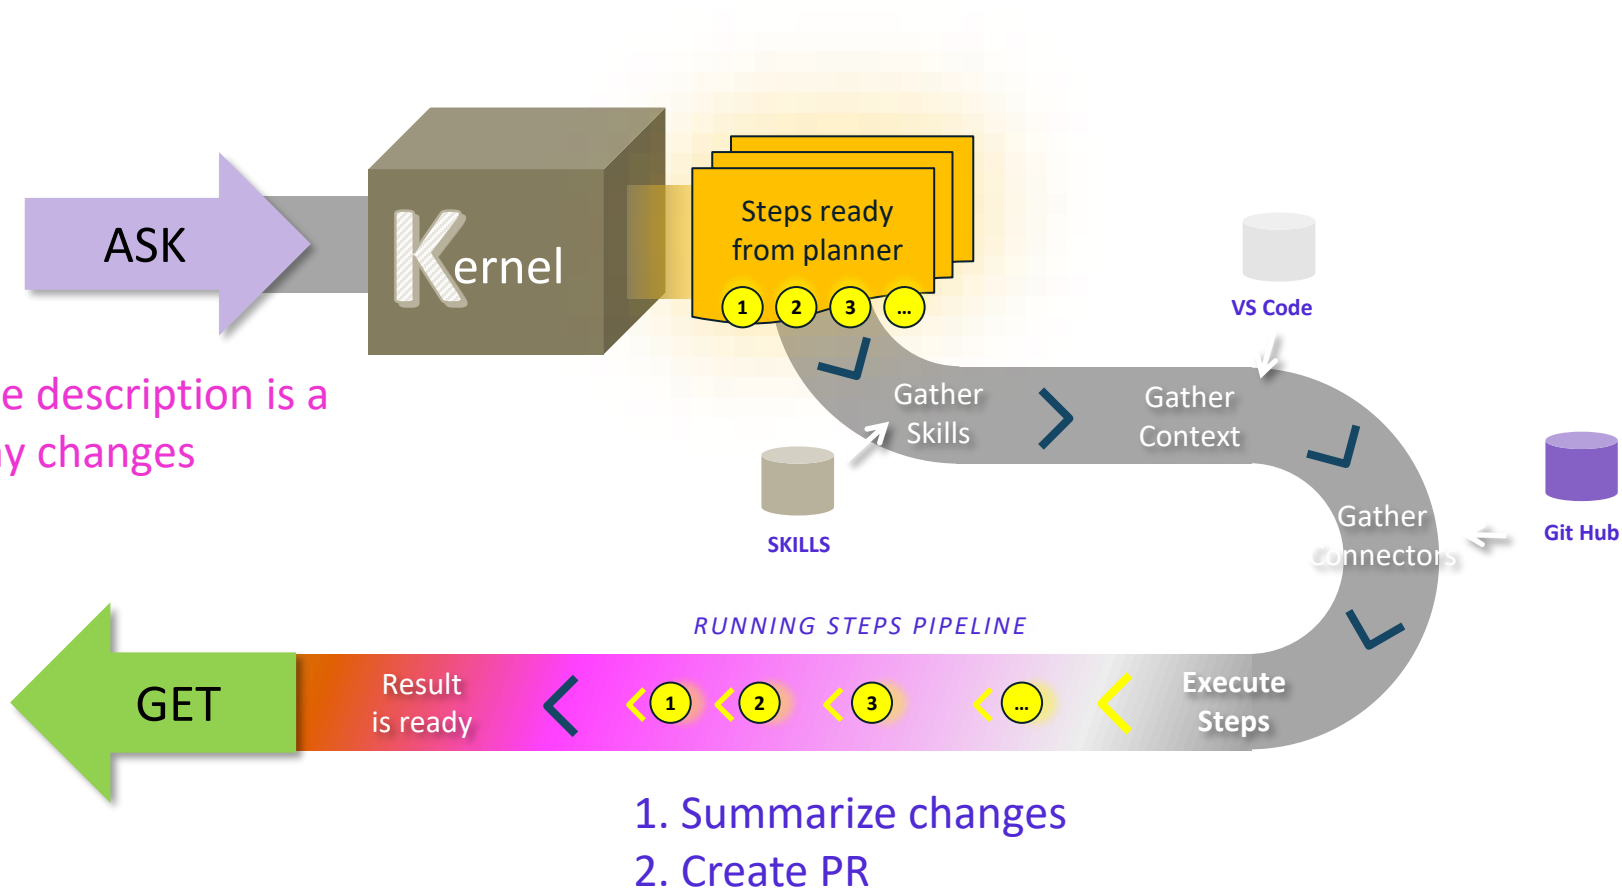 ASK
Kernel
Steps ready
from planner
1 2 3 ...
VS Code
e description is a
y changes
Gather
Skills
Gather
Context
SKILLS
Gather
Connectors
Git Hub
RUNNING STEPS PIPELINE
GET
Result
is ready
1 2 3 ...
Execute
Steps
1. Summarize changes
2. Create PR